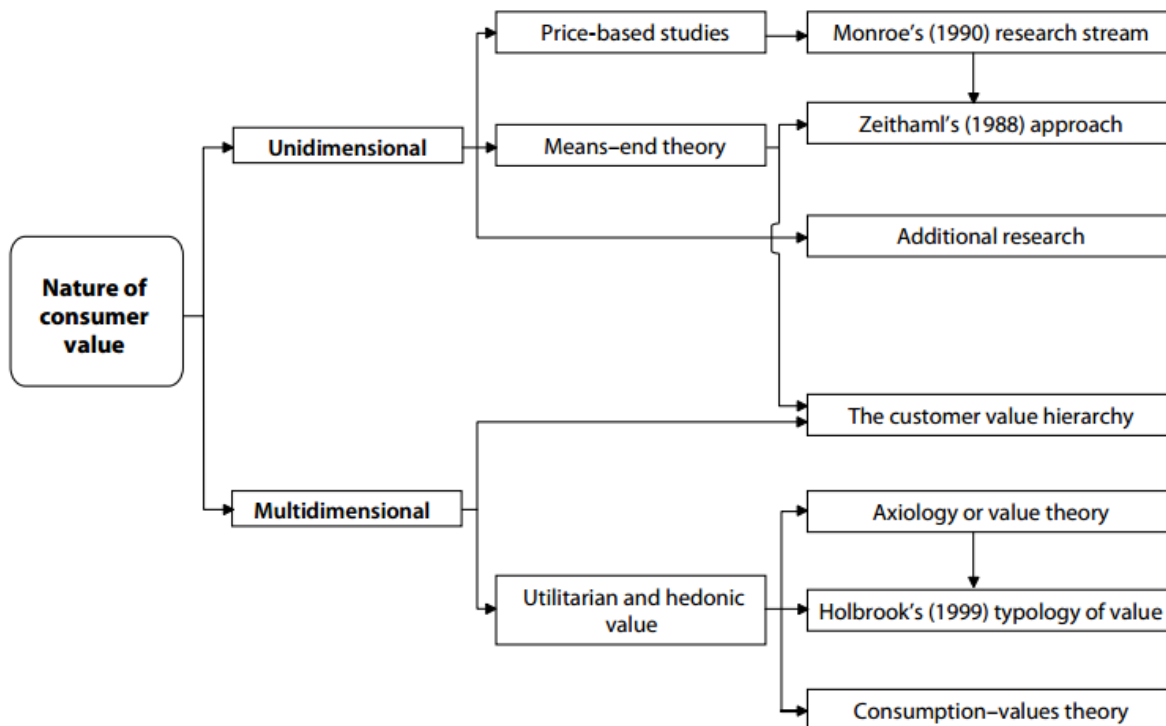 Price-based studies
Monroe's (1990) research stream
Zeithaml's (1988) approach
Unidimensional
Means–end theory
Additional research
Nature of
consumer
value
The customer value hierarchy
Multidimensional
Axiology or value theory
Utilitarian and hedonic
value
Holbrook's (1999) typology of value
Consumption–values theory